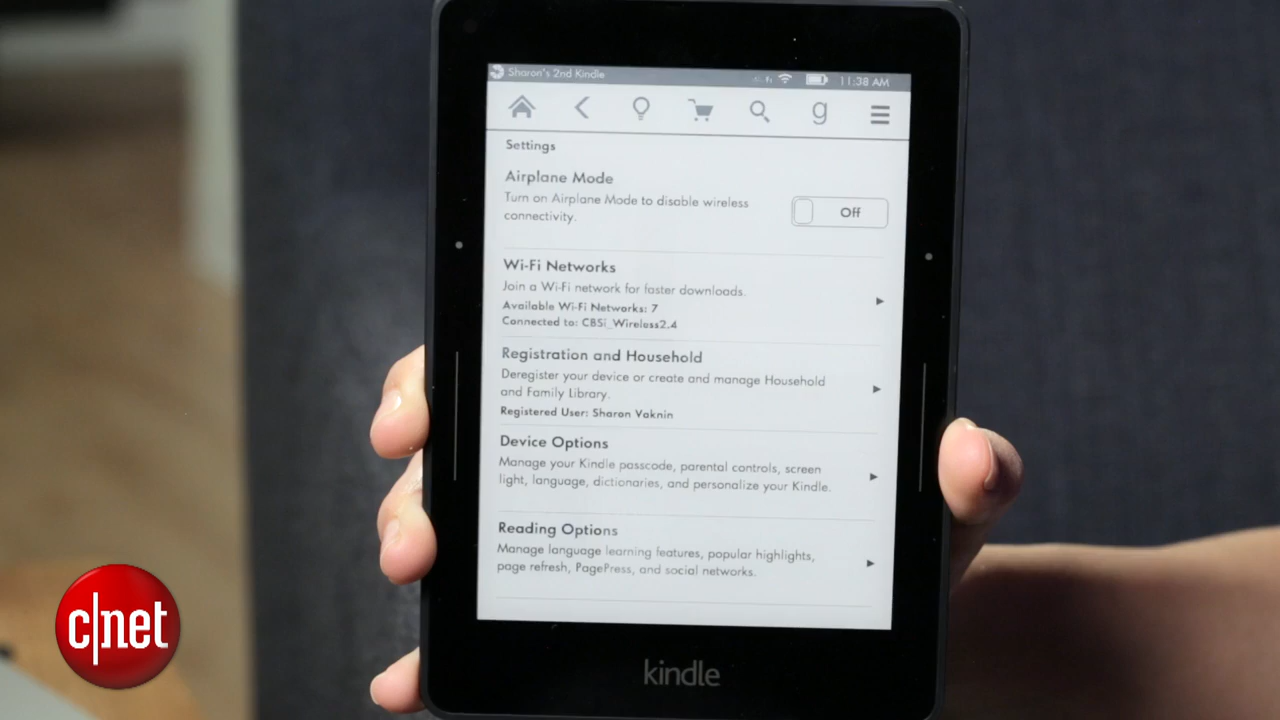 Sharon's 2nd Kindle 11:38 AM
g
Settings
Airplane Mode
Turn on Airplane Mode to disable wireless
connectivity.
Off
Wi-Fi Networks
Join a Wi-Fi network for faster downloads.
Available Wi-Fi Networks: 7
Connected to: CBSi_Wireless2.4
Registration and Household
Deregister your device or create and manage Household
and Family Library.
Registered User: Sharon Vaknin
Device Options
Manage your Kindle passcode, parental controls, screen
light, language, dictionaries, and personalize your Kindle.
Reading Options
Manage language learning features, popular highlights,
page refresh, PagePress, and social networks.
kindle
c|net